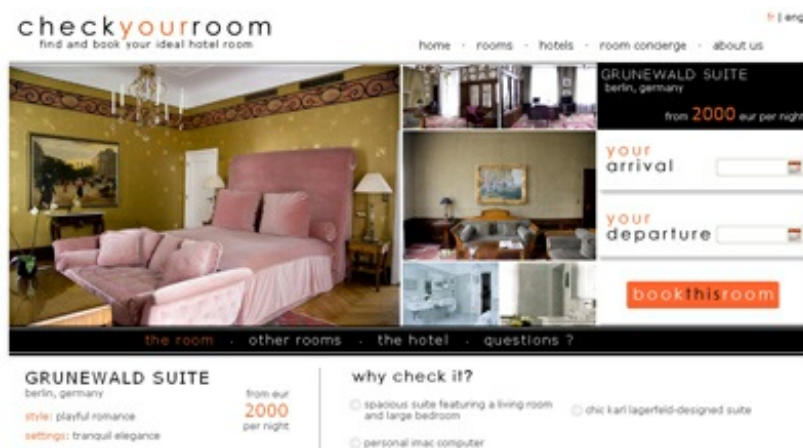 checkyourroom
find and book your ideal hotel room
fr | eng
home · rooms · hotels · room concierge · about us
GRUNEWALD SUITE
berlin, germany
from 2000 eur per night
your
arrival
your
departure
bookthisroom
the room · other rooms · the hotel · questions ?
GRUNEWALD SUITE
berlin, germany
style: playful romance
settings: tranquil elegance
from eur
2000
per night
why check it?
spacious suite featuring a living room
and large bedroom
chic karl lagerfeld-designed suite
personal imac computer